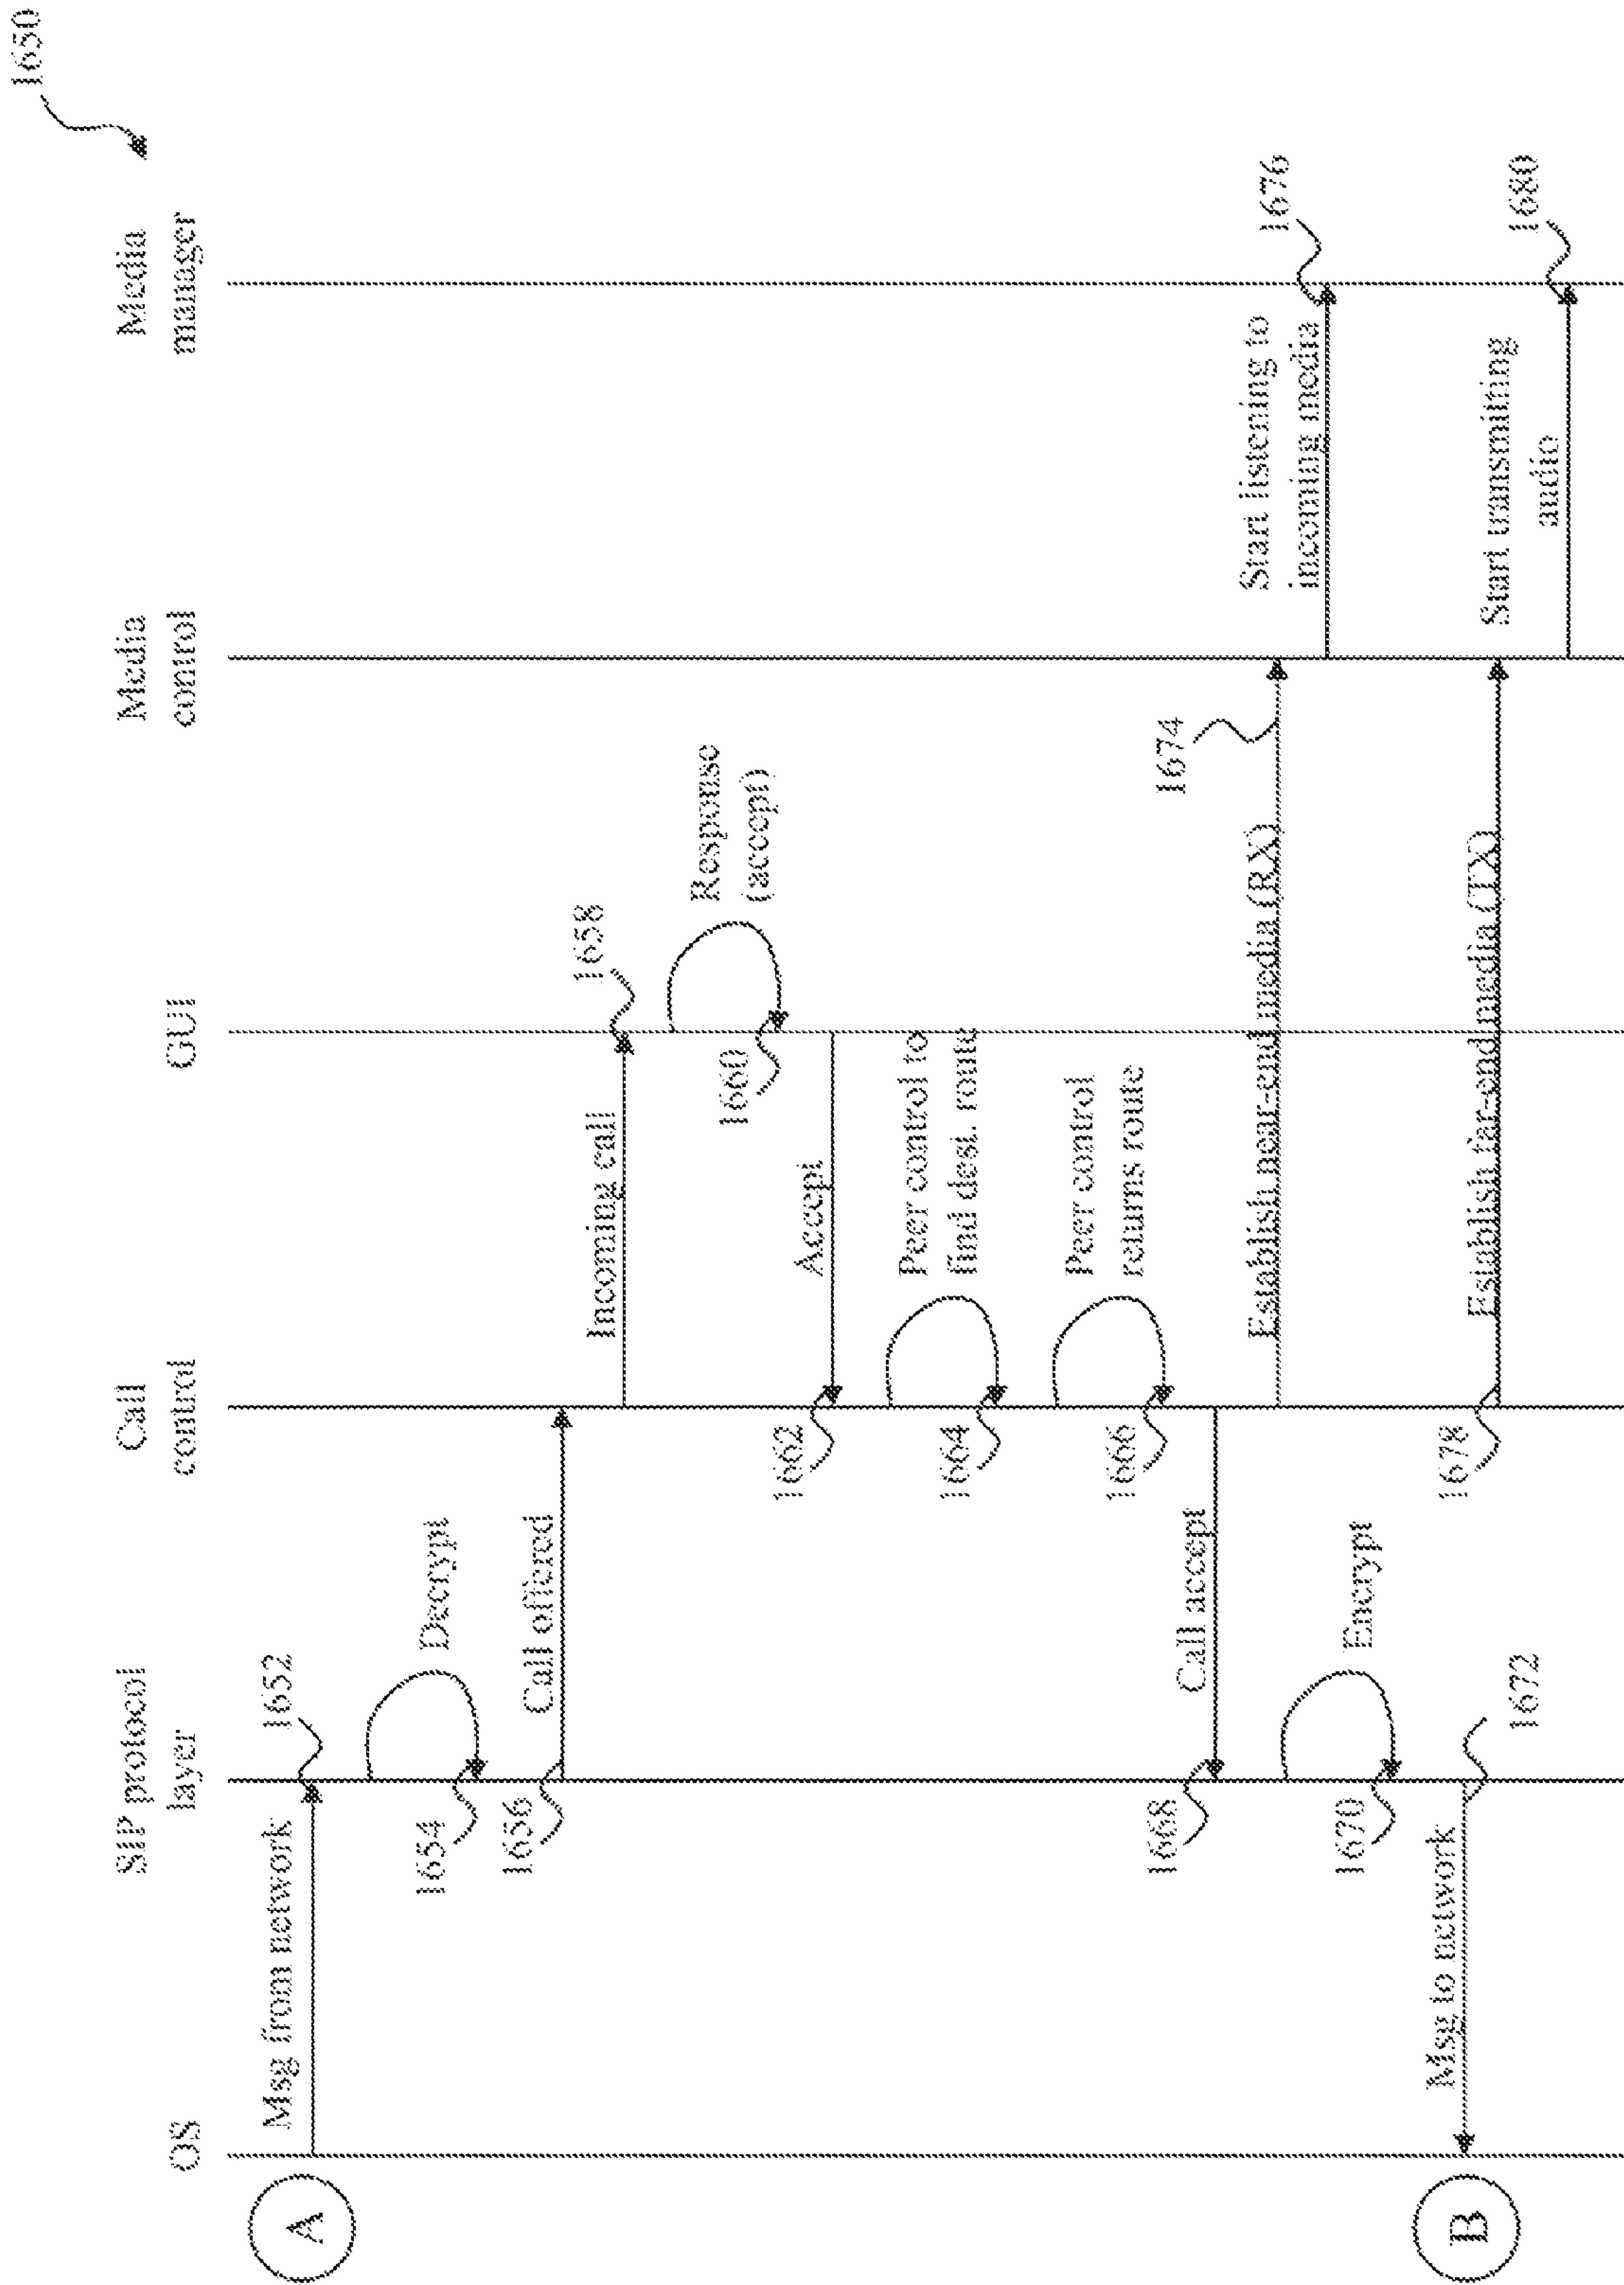 1650
OS
SIP protocol
layer
Call
control
GUI
Media
control
Media
manager
A
Msg from network
1652
Decrypt
1654
Call offered
1656
Incoming call
1658
Response
(accept)
1660
Accept
1662
Peer control to
find dest. route
1664
Peer control
returns route
1666
Call accept
1668
Establish near-end media (RX)
1674
Start listening to
incoming media
1676
Encrypt
1670
B
Msg to network
1672
Establish far-end media (TX)
1678
Start transmitting
audio
1680